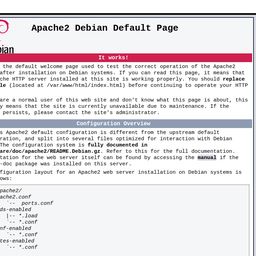 Apache2 Debian Default Page
ian
It works!
the default welcome page used to test the correct operation of the Apache2
after installation on Debian systems. If you can read this page, it means that
the HTTP server installed at this site is working properly. You should replace
le (located at /var/www/html/index.html) before continuing to operate your HTTP
are a normal user of this web site and don't know what this page is about, this
y means that the site is currently unavailable due to maintenance. If the
persists, please contact the site's administrator.
Configuration Overview
s Apache2 default configuration is different from the upstream default
uration, and split into several files optimized for interaction with Debian
The configuration system is fully documented in
are/doc/apache2/README.Debian.gz. Refer to this for the full documentation.
tation for the web server itself can be found by accessing the manual if the
-doc package was installed on this server.
figuration layout for an Apache2 web server installation on Debian systems is
ows:
apache2/
che2.conf
`-- ports.conf
ds-enabled
|-- *.load
`-- *.conf
nf-enabled
`-- *.conf
tes-enabled
`-- *.conf